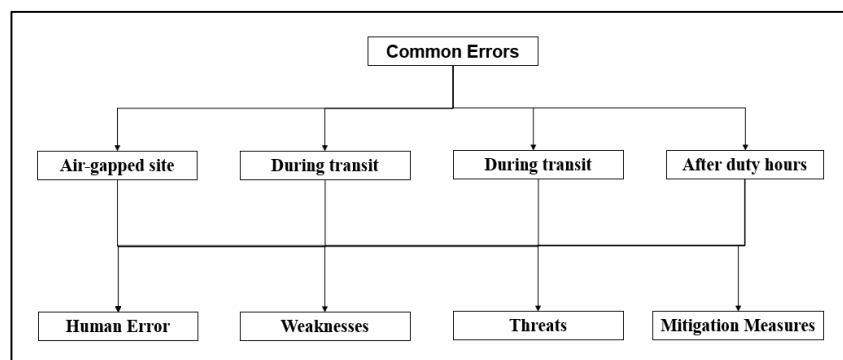 Common Errors
Air-gapped site
During transit
During transit
After duty hours
Human Error
Weaknesses
Threats
Mitigation Measures